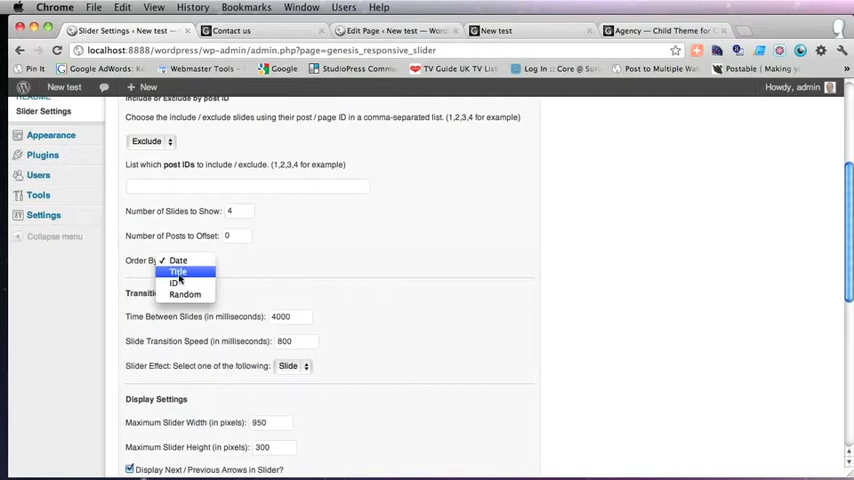 Chrome File Edit View History Bookmarks Window Users Help
Slider Settings ‹ New test —
Contact us
Edit Page ‹ New test — Wor
New test
Agency — Child Theme for G
localhost:8888/wordpress/wp-admin/admin.php?page=genesis_responsive_slider
Pin It Google AdWords: Key Webmaster Tools Google StudioPress Commu TV Guide UK TV List Log In :: Core @ Sur Post to Multiple Wal Postable | Making yo
New test + New Howdy, admin
README
Slider Settings
Appearance
Plugins
Users
Tools
Settings
Collapse menu
Include or Exclude by post ID
Choose the include / exclude slides using their post / page ID in a comma-separated list. (1,2,3,4 for example)
Exclude
List which post IDs to include / exclude. (1,2,3,4 for example)
Number of Slides to Show: 4
Number of Posts to Offset: 0
Order By ✓ Date
Title
ID
Random
Transiti
Time Between Slides (in milliseconds): 4000
Slide Transition Speed (in milliseconds): 800
Slider Effect: Select one of the following: Slide
Display Settings
Maximum Slider Width (in pixels): 950
Maximum Slider Height (in pixels): 300
Display Next / Previous Arrows in Slider?